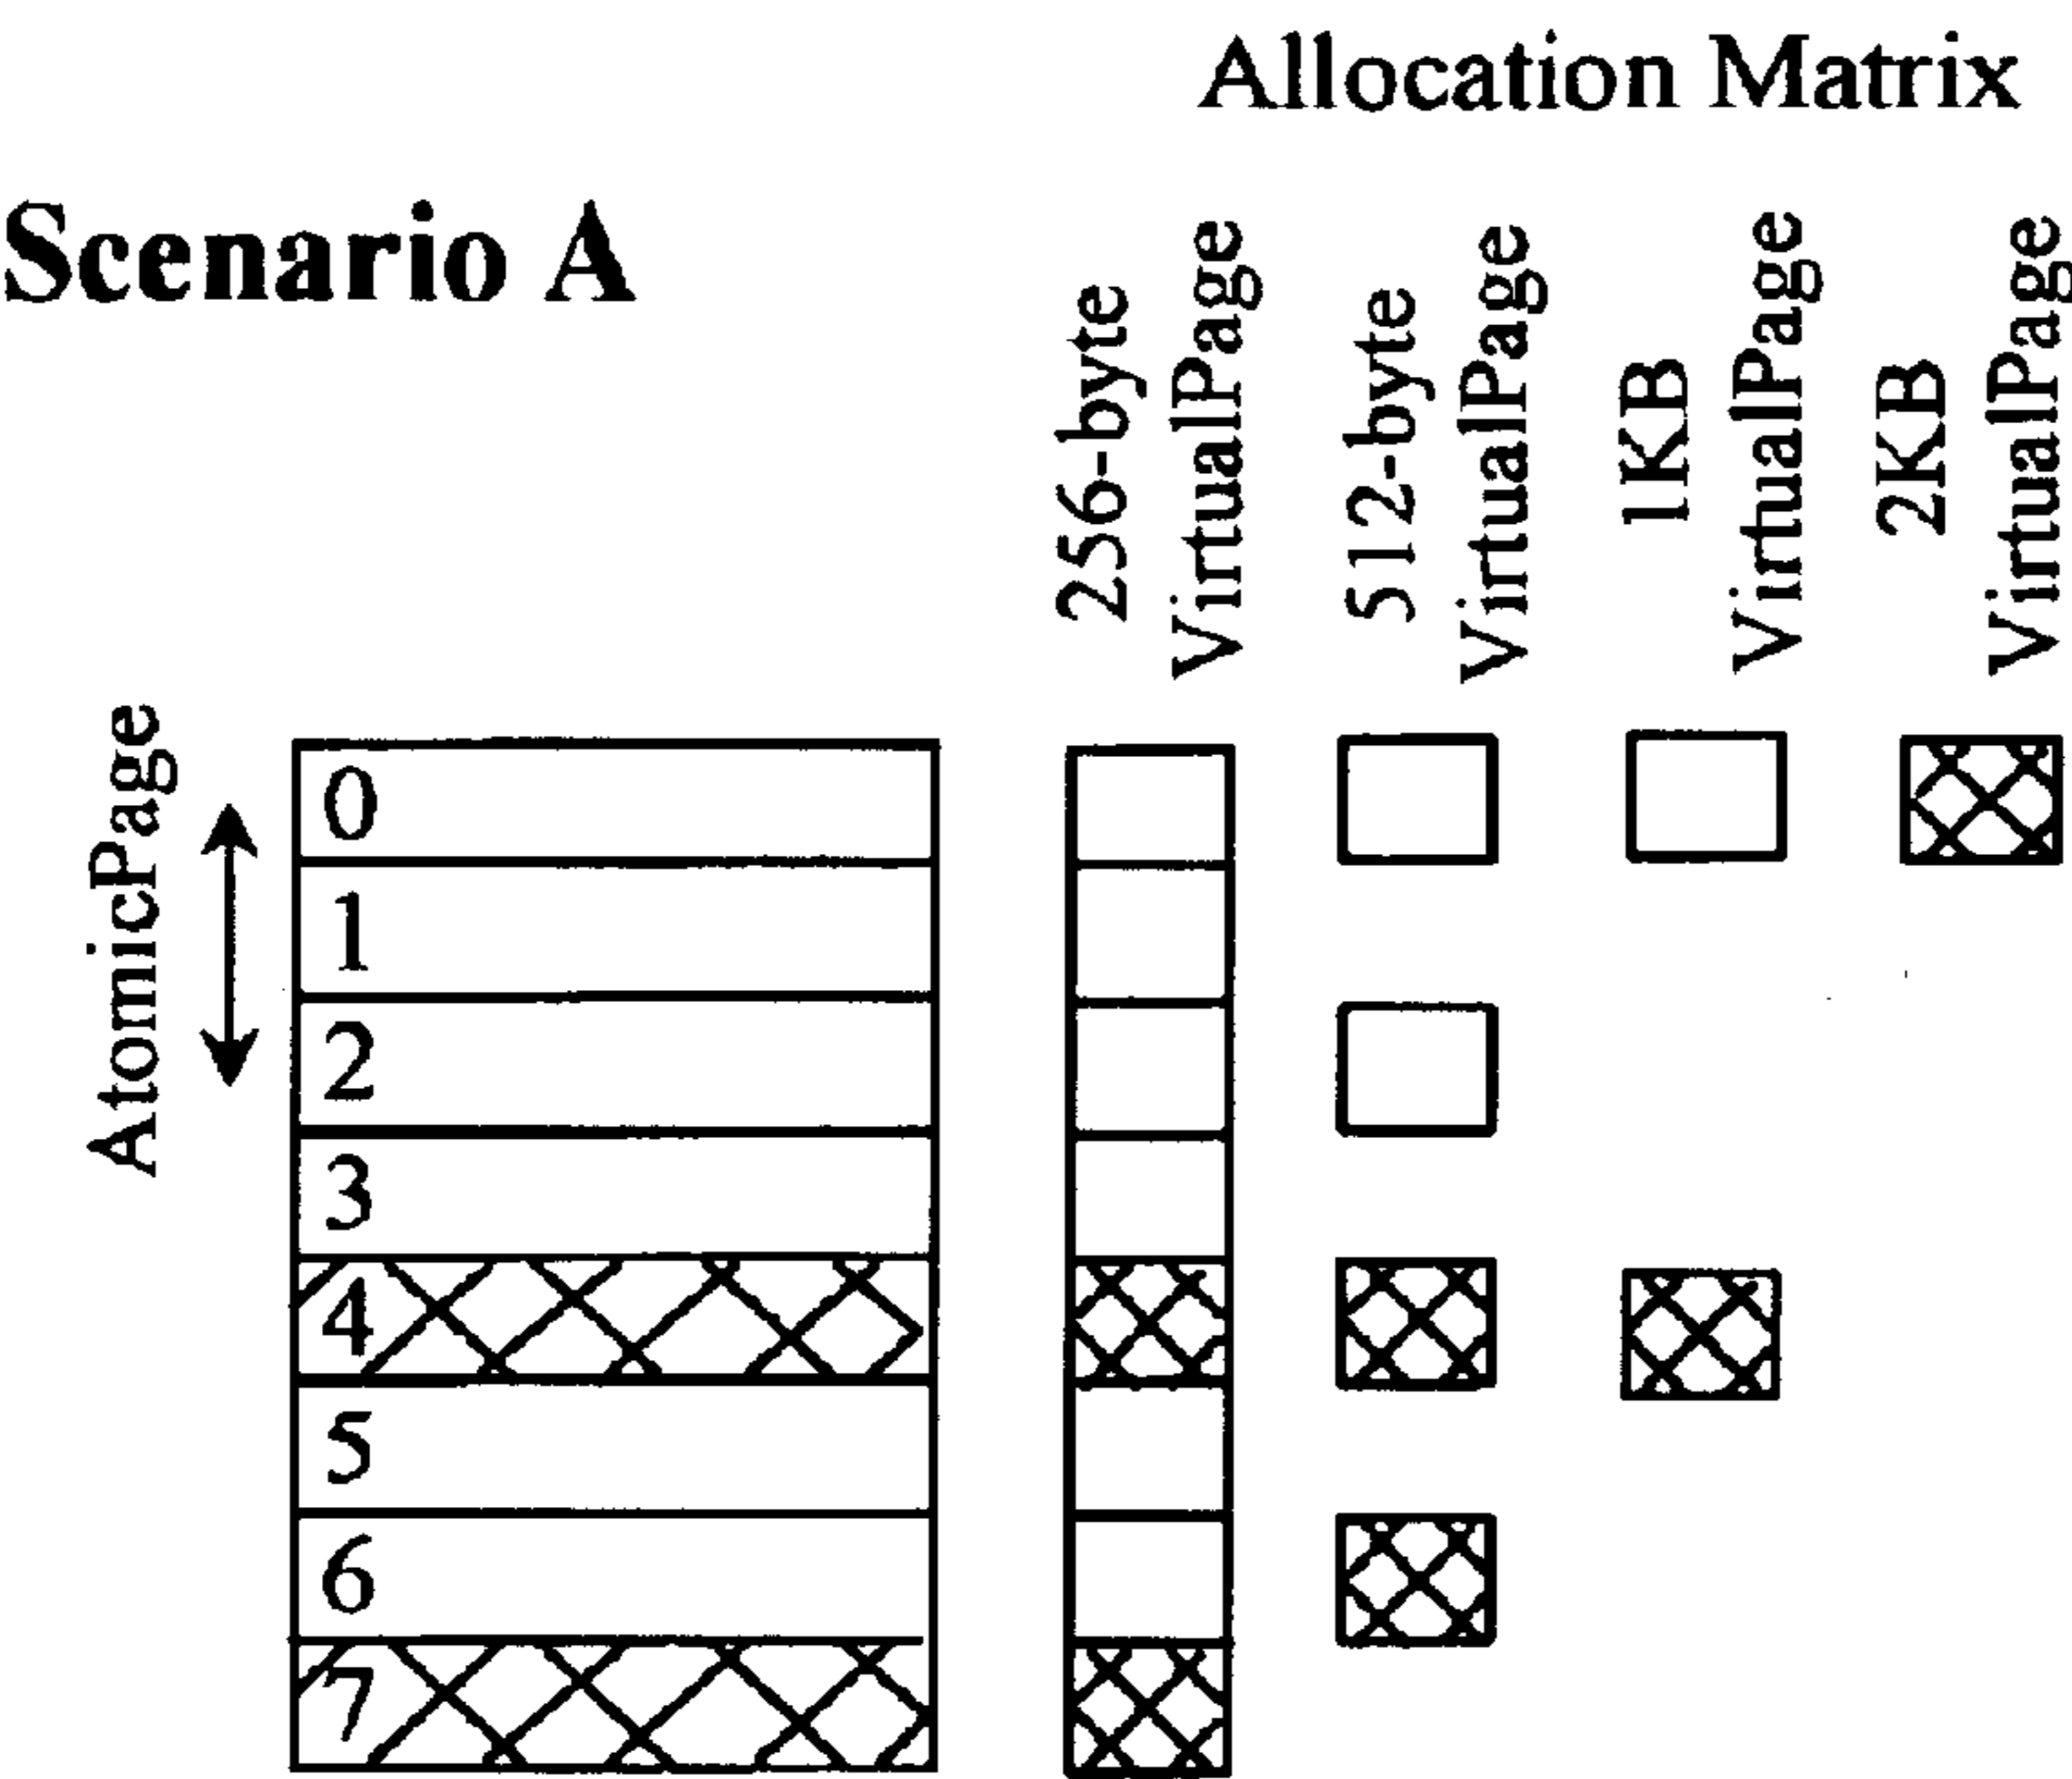 Allocation Matrix
Scenario A
256-byte
VirtualPage
512-byte
VirtualPage
1KB
VirtualPage
2KB
VirtualPage
AtomicPage
0
1
2
3
4
5
6
7